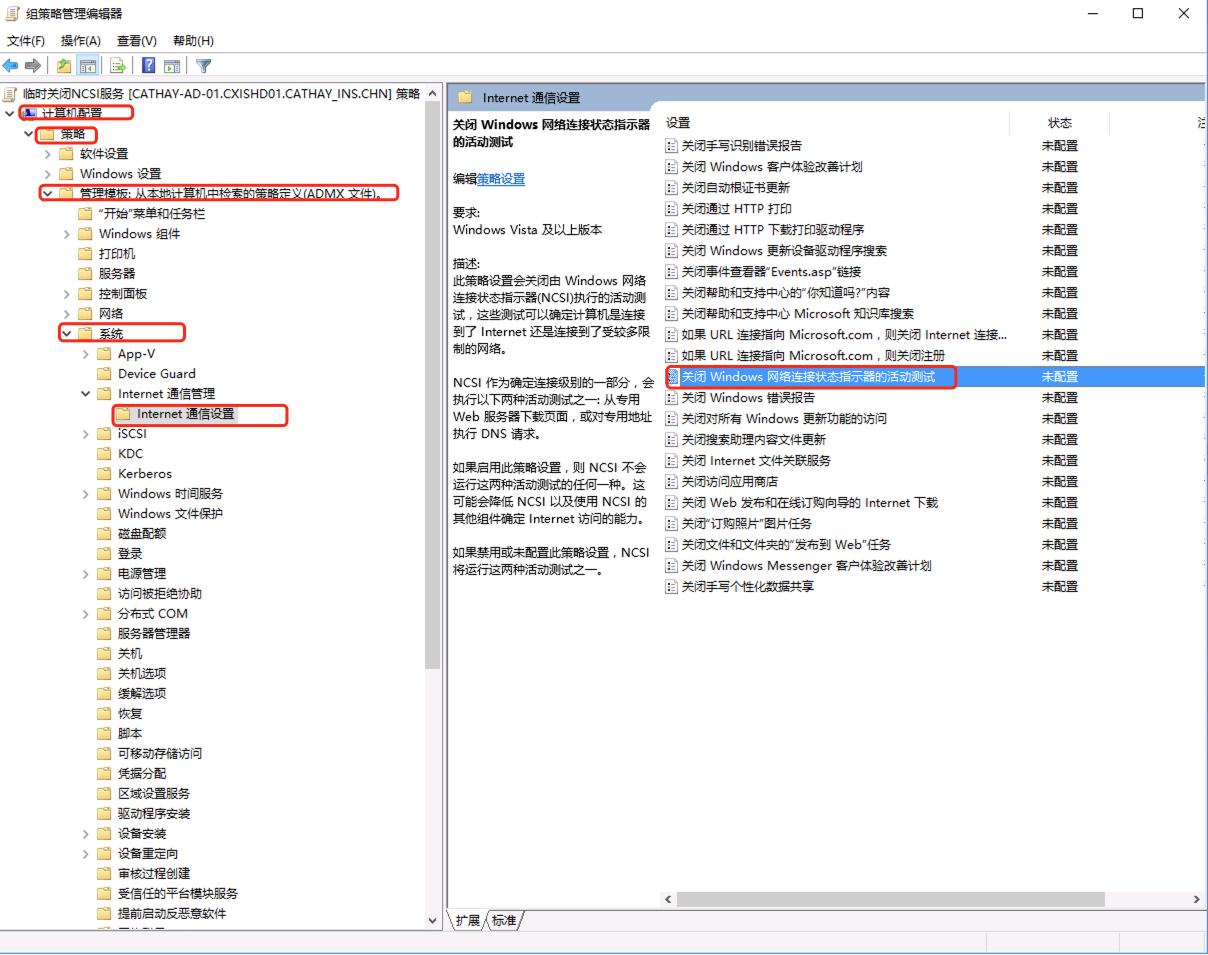 组策略管理编辑器
文件(F) 操作(A) 查看(V) 帮助(H)
临时关闭NCSI服务 [CATHAY-AD-01.CXISHD01.CATHAY_INS.CHN] 策略
计算机配置
策略
软件设置
Windows 设置
管理模板: 从本地计算机中检索的策略定义(ADMX 文件)。
“开始”菜单和任务栏
Windows 组件
打印机
服务器
控制面板
网络
系统
App-V
Device Guard
Internet 通信管理
Internet 通信设置
iSCSI
KDC
Kerberos
Windows 时间服务
Windows 文件保护
磁盘配额
登录
电源管理
访问被拒绝协助
分布式 COM
服务器管理器
关机
关机选项
缓解选项
恢复
脚本
可移动存储访问
凭据分配
区域设置服务
驱动程序安装
设备安装
设备重定向
审核过程创建
受信任的平台模块服务
提前启动反恶意软件
Internet 通信设置
关闭 Windows 网络连接状态指示器
的活动测试
编辑策略设置
要求:
Windows Vista 及以上版本
描述:
此策略设置会关闭由 Windows 网络
连接状态指示器(NCSI)执行的活动测
试，这些测试可以确定计算机是连接
到了 Internet 还是连接到了受较多限
制的网络。
NCSI 作为确定连接级别的一部分，会
执行以下两种活动测试之一: 从专用
Web 服务器下载页面，或对专用地址
执行 DNS 请求。
如果启用此策略设置，则 NCSI 不会
运行这两种活动测试的任何一种。这
可能会降低 NCSI 以及使用 NCSI 的
其他组件确定 Internet 访问的能力。
如果禁用或未配置此策略设置，NCSI
将运行这两种活动测试之一。
设置 状态
关闭手写识别错误报告 未配置
关闭 Windows 客户体验改善计划 未配置
关闭自动根证书更新 未配置
关闭通过 HTTP 打印 未配置
关闭通过 HTTP 下载打印驱动程序 未配置
关闭 Windows 更新设备驱动程序搜索 未配置
关闭事件查看器“Events.asp”链接 未配置
关闭帮助和支持中心的“你知道吗?”内容 未配置
关闭帮助和支持中心 Microsoft 知识库搜索 未配置
如果 URL 连接指向 Microsoft.com，则关闭 Internet 连接... 未配置
如果 URL 连接指向 Microsoft.com，则关闭注册 未配置
关闭 Windows 网络连接状态指示器的活动测试 未配置
关闭 Windows 错误报告 未配置
关闭对所有 Windows 更新功能的访问 未配置
关闭搜索助理内容文件更新 未配置
关闭 Internet 文件关联服务 未配置
关闭访问应用商店 未配置
关闭 Web 发布和在线订购向导的 Internet 下载 未配置
关闭“订购照片”图片任务 未配置
关闭文件和文件夹的“发布到 Web”任务 未配置
关闭 Windows Messenger 客户体验改善计划 未配置
关闭手写个性化数据共享 未配置
扩展 标准